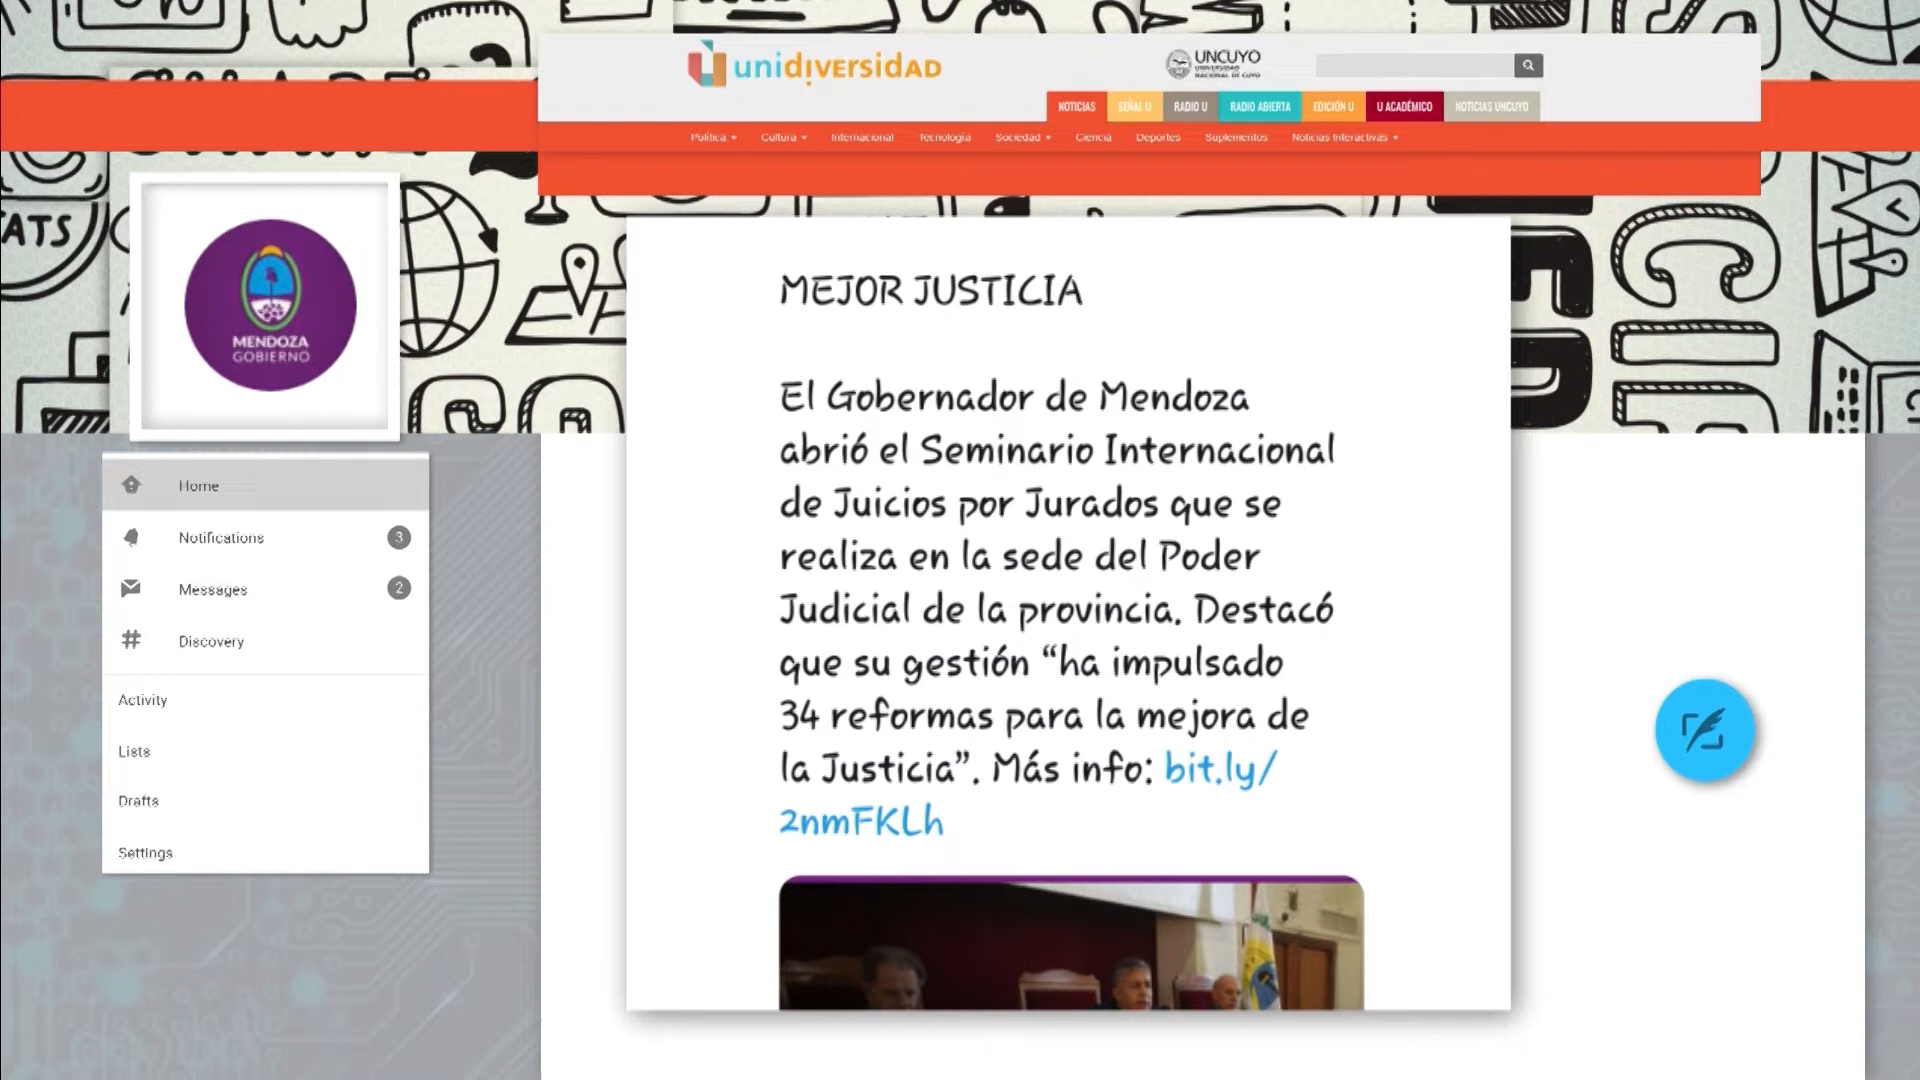 unidiversidad
UNCUYO
UNIVERSIDAD
NACIONAL DE CUYO
NOTICIAS SEÑAL U RADIO U RADIO ABIERTA EDICIÓN U U ACADÉMICO NOTICIAS UNCUYO
Política Cultura Internacional Tecnología Sociedad Ciencia Deportes Suplementos Noticias Interactivas
MENDOZA
GOBIERNO
Home
Notifications 3
Messages 2
Discovery
Activity
Lists
Drafts
Settings
MEJOR JUSTICIA
El Gobernador de Mendoza
abrió el Seminario Internacional
de Juicios por Jurados que se
realiza en la sede del Poder
Judicial de la provincia. Destacó
que su gestión “ha impulsado
34 reformas para la mejora de
la Justicia”. Más info: bit.ly/
2nmFKLh